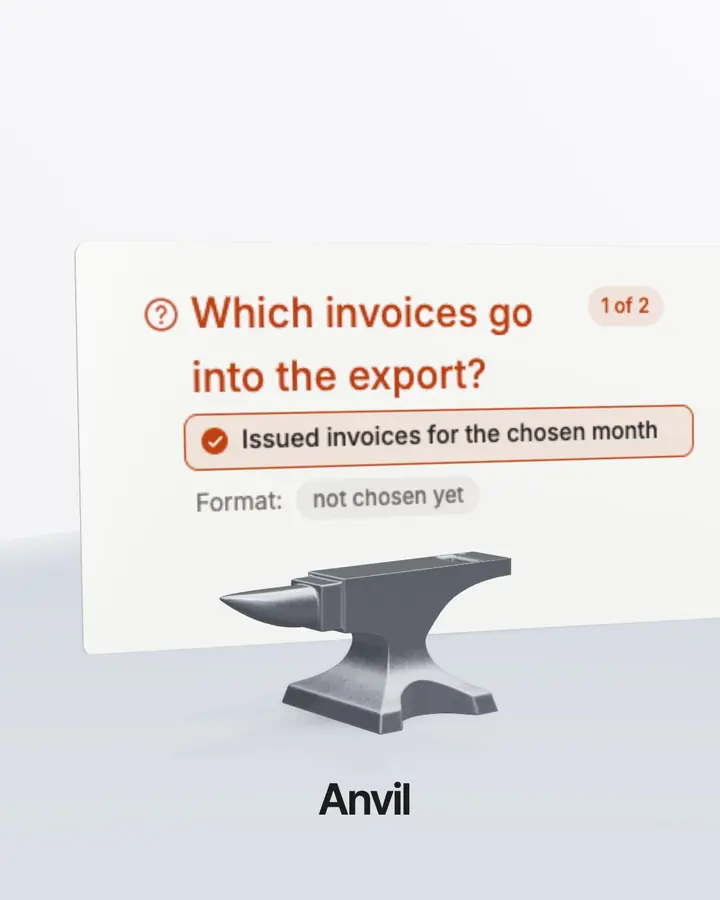 Which invoices go
1 of 2
into the export?
Issued invoices for the chosen month
Format: not chosen yet
Anvil